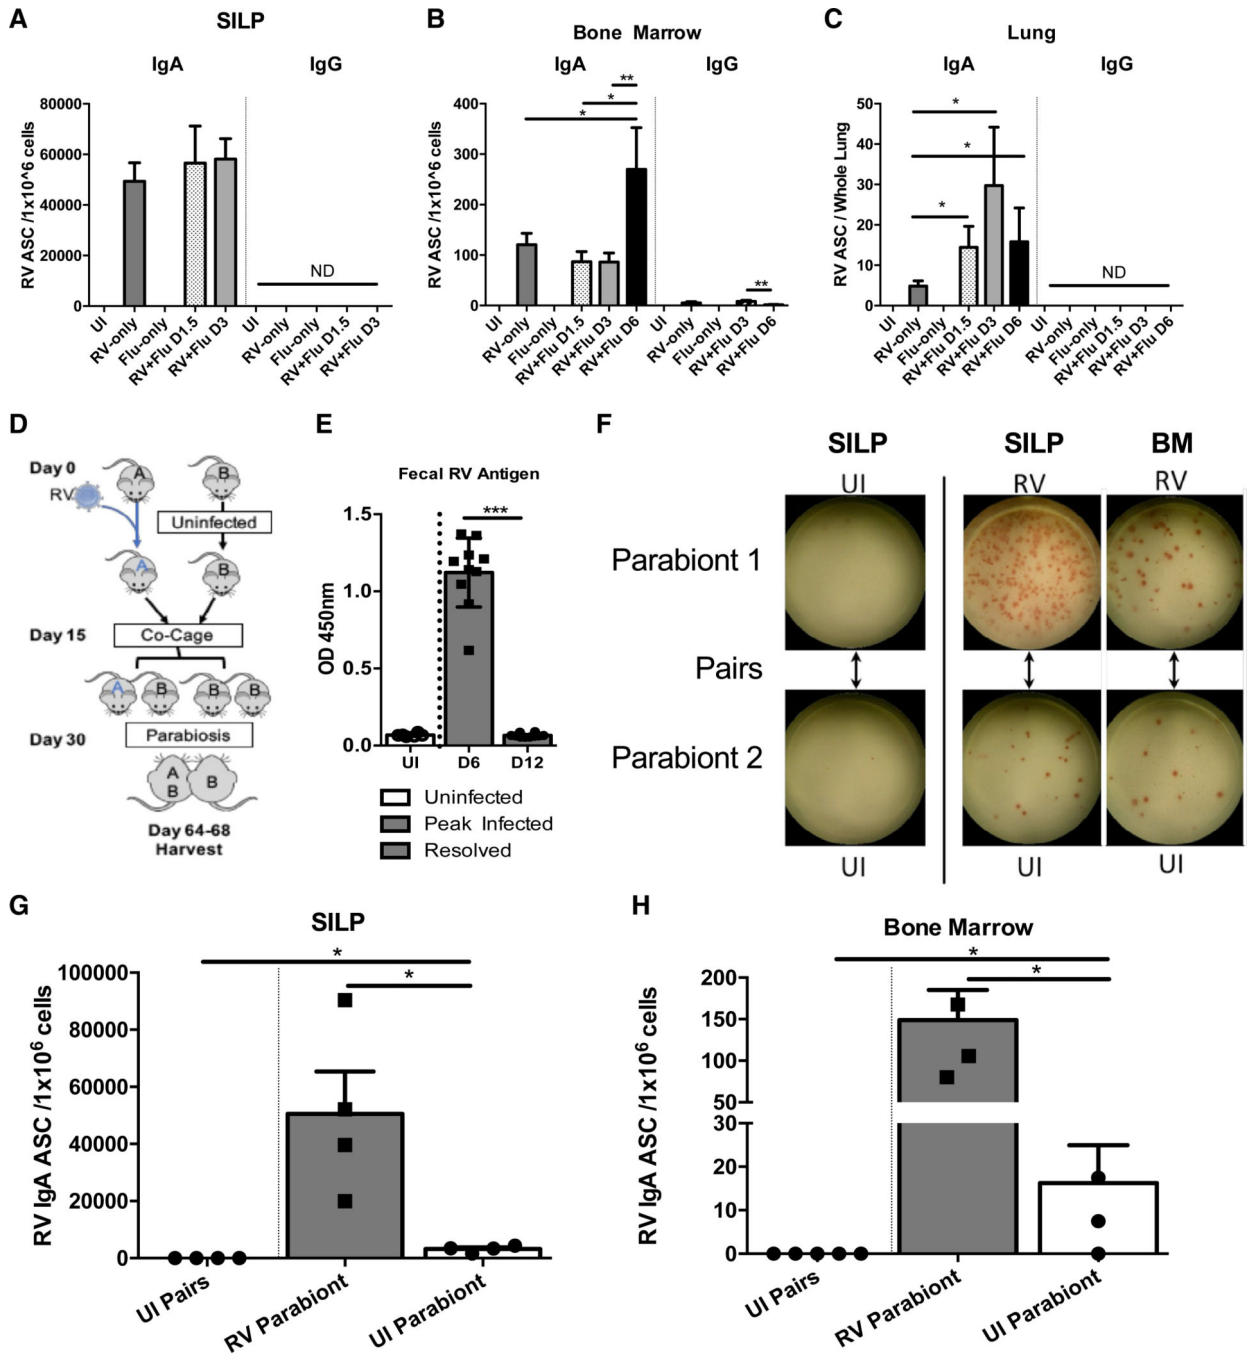 A
SILP
IgA
IgG
RV ASC /1x10^6 cells
80000
60000
40000
20000
0
ND
UI
RV-only
Flu-only
RV+Flu D1.5
RV+Flu D3
UI
RV-only
Flu-only
RV+Flu D1.5
RV+Flu D3
B
Bone Marrow
IgA
IgG
RV ASC /1x10^6 cells
400
300
200
100
0
**
*
*
**
UI
RV-only
Flu-only
RV+Flu D1.5
RV+Flu D3
RV+Flu D6
UI
RV-only
Flu-only
RV+Flu D3
RV+Flu D6
C
Lung
IgA
IgG
RV ASC / Whole Lung
50
40
30
20
10
0
*
*
*
ND
UI
RV-only
Flu-only
RV+Flu D1.5
RV+Flu D3
RV+Flu D6
UI
RV-only
Flu-only
RV+Flu D1.5
RV+Flu D3
RV+Flu D6
D
Day 0
RV
A
B
Uninfected
A
B
Day 15
Co-Cage
A
B
B
B
Day 30
Parabiosis
A
B
B
Day 64-68
Harvest
E
Fecal RV Antigen
OD 450nm
1.5
1.0
0.5
0.0
***
UI
D6
D12
Uninfected
Peak Infected
Resolved
F
SILP
SILP
BM
UI
RV
RV
Parabiont 1
Pairs
Parabiont 2
UI
UI
UI
G
SILP
RV IgA ASC /1x10⁶ cells
100000
80000
60000
40000
20000
0
*
*
UI Pairs
RV Parabiont
UI Parabiont
H
Bone Marrow
RV IgA ASC /1x10⁶ cells
200
150
100
50
30
20
10
0
*
*
UI Pairs
RV Parabiont
UI Parabiont